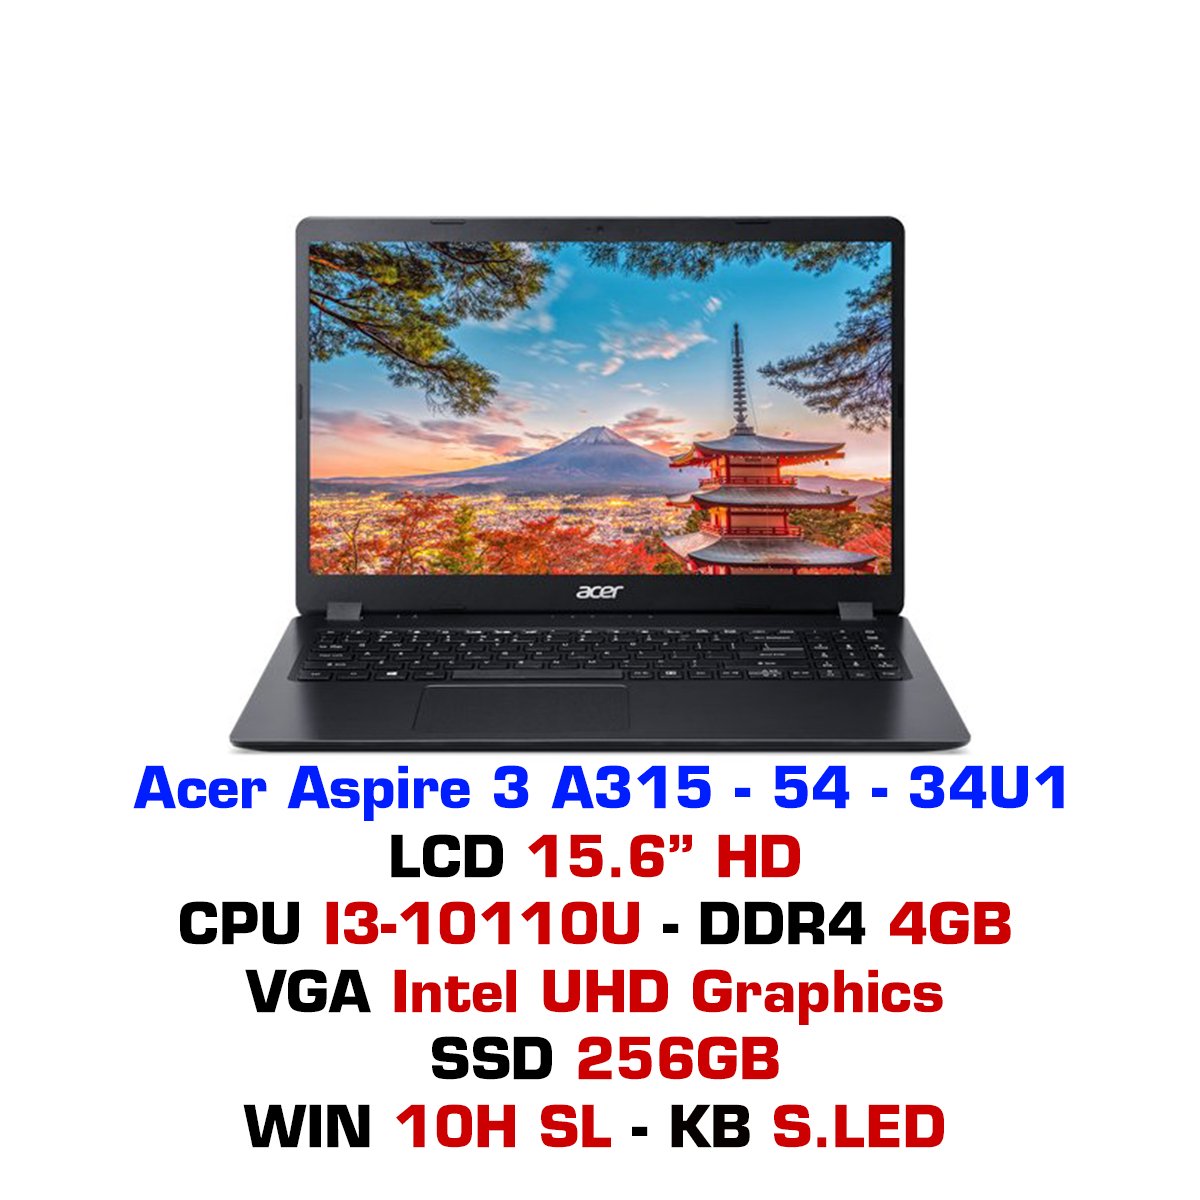 acer
Acer Aspire 3 A315 - 54 - 34U1
LCD 15.6” HD
CPU I3-10110U - DDR4 4GB
VGA Intel UHD Graphics
SSD 256GB
WIN 10H SL - KB S.LED